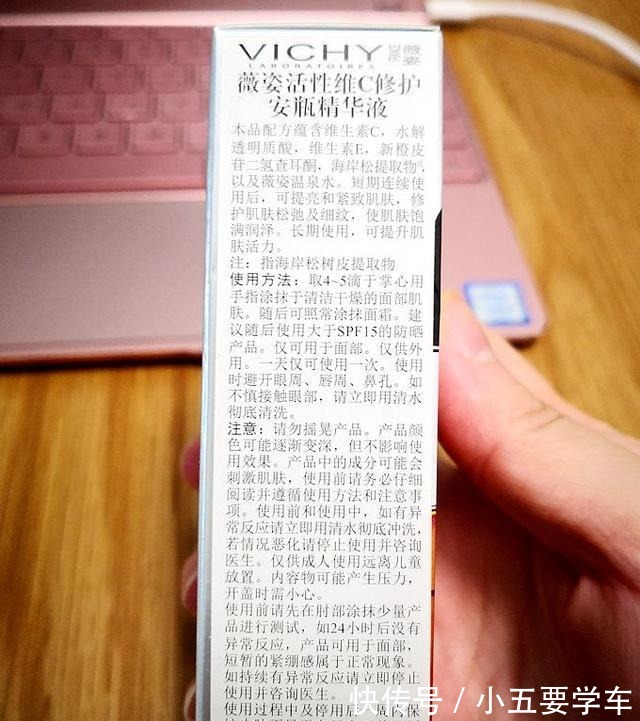 VICHY 薇姿
LABORATOIRES
薇姿活性维C修护
安瓶精华液
本品配方蕴含维生素C，水解
透明质酸，维生素E，新橙皮
苷二氢查耳酮，海岸松提取物*，
以及薇姿温泉水。短期连续使
用后，可提亮和紧致肌肤，修
护肌肤松弛及细纹，使肌肤饱
满润泽。长期使用，可提升肌
肤活力。
注：指海岸松树皮提取物
使用方法：取4~5滴于掌心用
手指涂抹于清洁干燥的面部肌
肤。随后可照常涂抹面霜。建
议随后使用大于SPF15的防晒
产品。仅可用于面部。仅供外
用。一天仅可使用一次。使用
时避开眼周、唇周、鼻孔。如
不慎接触眼部，请立即用清水
彻底清洗。
注意：请勿摇晃产品。产品颜
色可能逐渐变深，但不影响使
用效果。产品中的成分可能会
刺激肌肤，使用前请务必仔细
阅读并遵循使用方法和注意事
项。使用前和使用中，如有异
常反应请立即用清水彻底冲洗，
若情况恶化请停止使用并咨询
医生。仅供成人使用远离儿童
放置。内容物可能产生压力，
开盖时需小心。
使用前请先在肘部涂抹少量产
品进行测试，如24小时后没有
异常反应，产品可用于面部，
短暂的紧绷感属于正常现象。
如持续有异常反应请立即停止
使用并咨询医生。
使用过程中及停用后一周内保
快传号 / 小五要学车